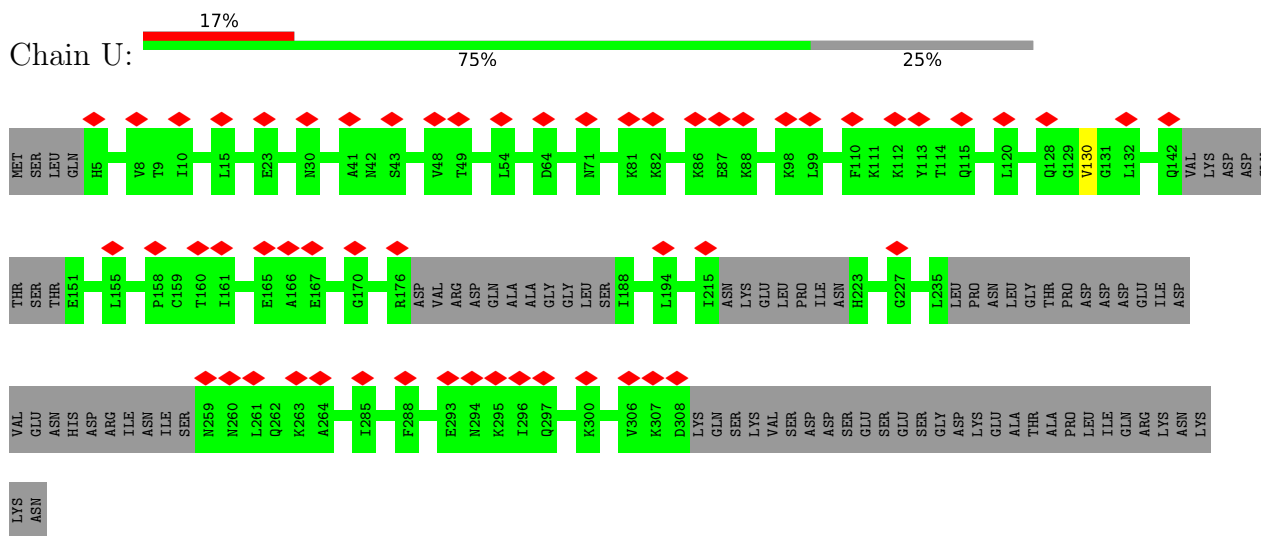 17%
Chain U:
75% 25%
MET SER LEU GLN H5 V8 T9 I10 L15 E23 N30 A41 N42 S43 V48 T49 L54 D64 N71 K81 K82 K86 E87 K88 K98 L99 F110 K111 K112 Y113 T114 Q115 L120 Q128 G129 V130 G131 L132 Q142 VAL LYS ASP ASP
THR SER THR E151 L155 P158 C159 T160 I161 E165 A166 E167 G170 R176 ASP VAL ARG ASP GLN ALA ALA GLY GLY LEU SER I188 L194 I215 ASN LYS GLU LEU PRO ILE ASN H223 G227 L235 LEU PRO ASN LEU GLY THR PRO ASP ASP ASP GLU ILE ASP
VAL GLU ASN HIS ASP ARG ILE ASN ILE SER N259 N260 L261 Q262 K263 A264 I285 F288 E293 N294 K295 I296 Q297 K300 V306 K307 D308 LYS GLN SER LYS VAL SER ASP ASP SER GLU SER GLU SER GLY ASP LYS GLU ALA THR ALA PRO LEU ILE GLN ARG LYS ASN LYS
LYS ASN